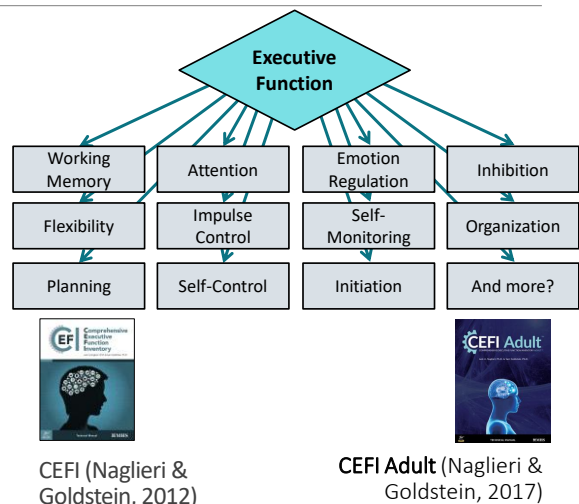 Executive
Function
Working
Memory
Attention
Emotion
Regulation
Inhibition
Flexibility
Impulse
Control
Self-
Monitoring
Organization
Planning
Self-Control
Initiation
And more?
CEFI
Comprehensive
Executive
Function
Inventory
CEFI Adult
CEFI (Naglieri &
Goldstein, 2012)
CEFI Adult (Naglieri &
Goldstein, 2017)